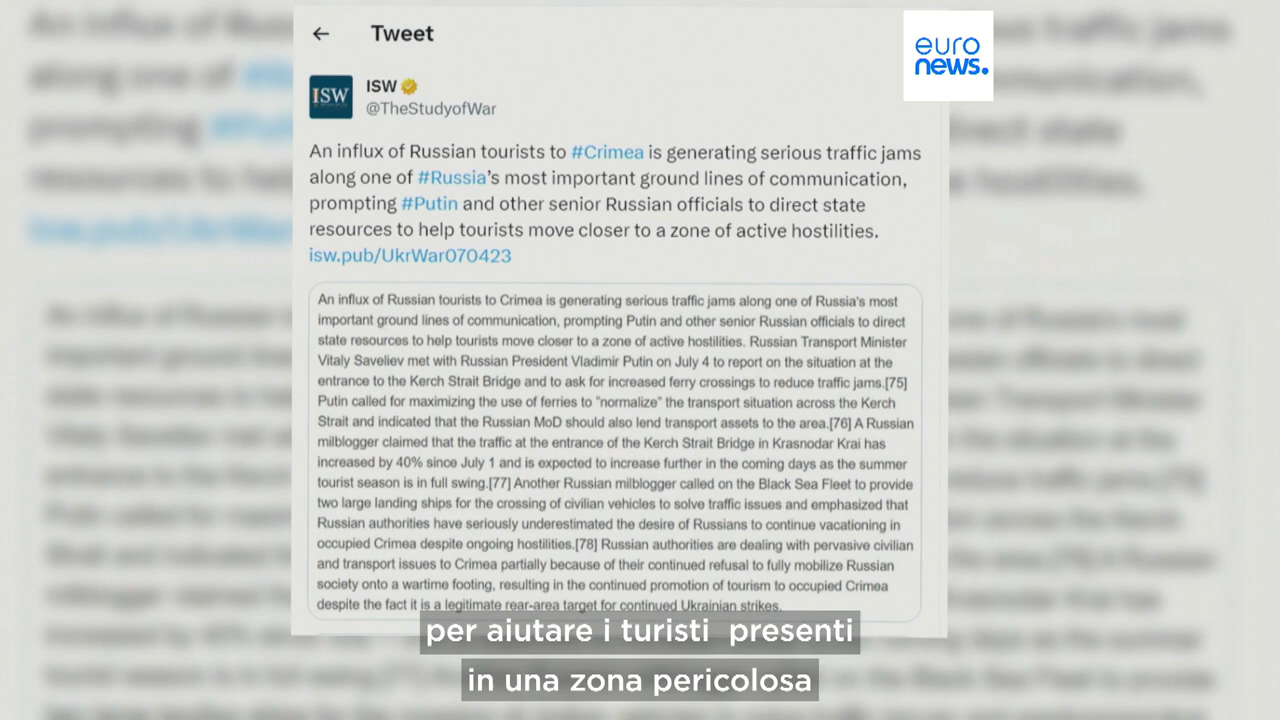 Tweet
euro
news.
ISW
ISW
@TheStudyofWar
An influx of Russian tourists to #Crimea is generating serious traffic jams
along one of #Russia's most important ground lines of communication,
prompting #Putin and other senior Russian officials to direct state
resources to help tourists move closer to a zone of active hostilities.
isw.pub/UkrWar070423
An influx of Russian tourists to Crimea is generating serious traffic jams along one of Russia's most
important ground lines of communication, prompting Putin and other senior Russian officials to direct
state resources to help tourists move closer to a zone of active hostilities. Russian Transport Minister
Vitaly Saveliev met with Russian President Vladimir Putin on July 4 to report on the situation at the
entrance to the Kerch Strait Bridge and to ask for increased ferry crossings to reduce traffic jams.[75]
Putin called for maximizing the use of ferries to "normalize" the transport situation across the Kerch
Strait and indicated that the Russian MoD should also lend transport assets to the area.[76] A Russian
milblogger claimed that the traffic at the entrance of the Kerch Strait Bridge in Krasnodar Krai has
increased by 40% since July 1 and is expected to increase further in the coming days as the summer
tourist season is in full swing.[77] Another Russian milblogger called on the Black Sea Fleet to provide
two large landing ships for the crossing of civilian vehicles to solve traffic issues and emphasized that
Russian authorities have seriously underestimated the desire of Russians to continue vacationing in
occupied Crimea despite ongoing hostilities.[78] Russian authorities are dealing with pervasive civilian
and transport issues to Crimea partially because of their continued refusal to fully mobilize Russian
society onto a wartime footing, resulting in the continued promotion of tourism to occupied Crimea
despite the fact it is a legitimate rear-area target for continued Ukrainian strikes.
per aiutare i turisti presenti
in una zona pericolosa